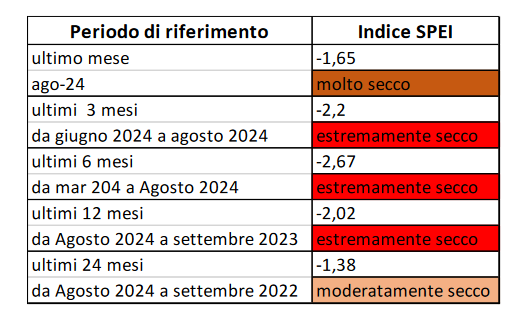 Periodo di riferimento Indice SPEI
ultimo mese -1,65
ago-24 molto secco
ultimi 3 mesi -2,2
da giugno 2024 a agosto 2024 estremamente secco
ultimi 6 mesi -2,67
da mar 204 a Agosto 2024 estremamente secco
ultimi 12 mesi -2,02
da Agosto 2024 a settembre 2023 estremamente secco
ultimi 24 mesi -1,38
da Agosto 2024 a settembre 2022 moderatamente secco